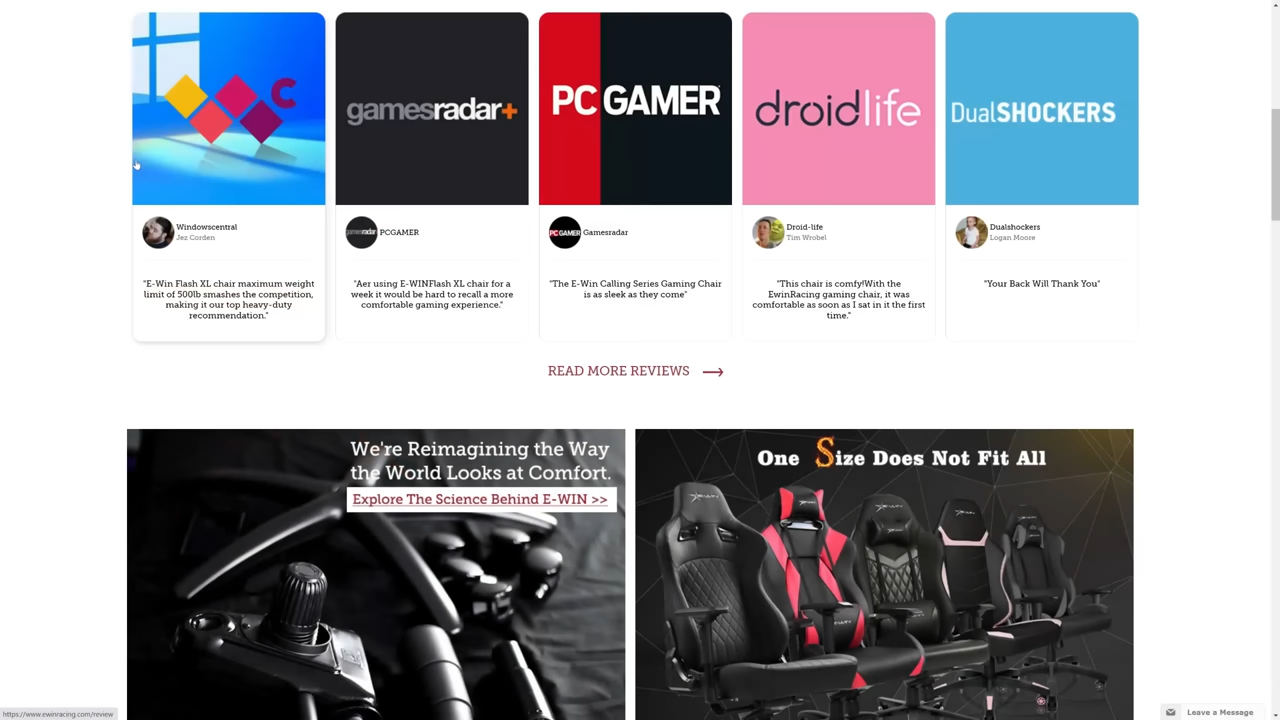 C
gamesradar+
PC GAMER
droidlife
DualSHOCKERS
Windowscentral
Jez Corden
PCGAMER
Gamesradar
Droid-life
Tim Wrobel
Dualshockers
Logan Moore
"E-Win Flash XL chair maximum weight
limit of 500lb smashes the competition,
making it our top heavy-duty
recommendation."
"Aer using E-WINFlash XL chair for a
week it would be hard to recall a more
comfortable gaming experience."
"The E-Win Calling Series Gaming Chair
is as sleek as they come"
"This chair is comfy!With the
EwinRacing gaming chair, it was
comfortable as soon as I sat in it the first
time."
"Your Back Will Thank You"
READ MORE REVIEWS
We're Reimagining the Way
the World Looks at Comfort.
Explore The Science Behind E-WIN >>
One Size Does Not Fit All
https://www.ewinracing.com/review
Leave a Message